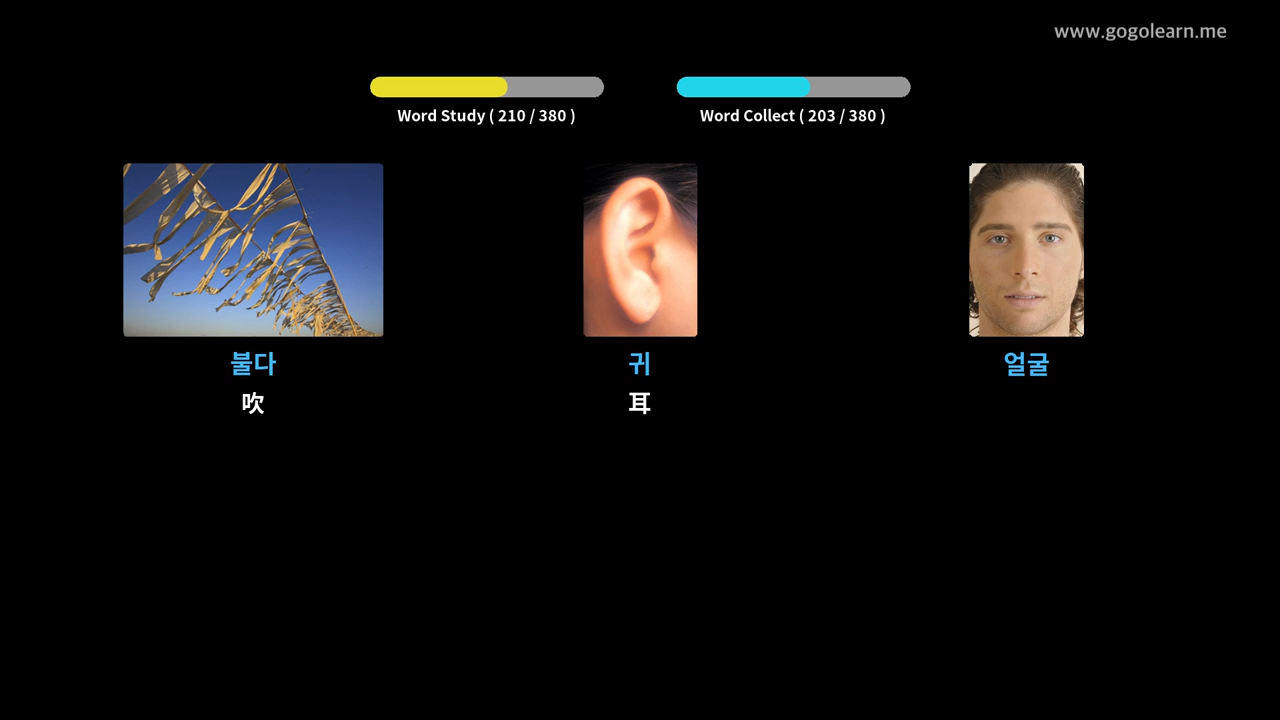 www.gogolearn.me
Word Study ( 210 / 380 )
Word Collect ( 203 / 380 )
불다
귀
얼굴
吹
耳